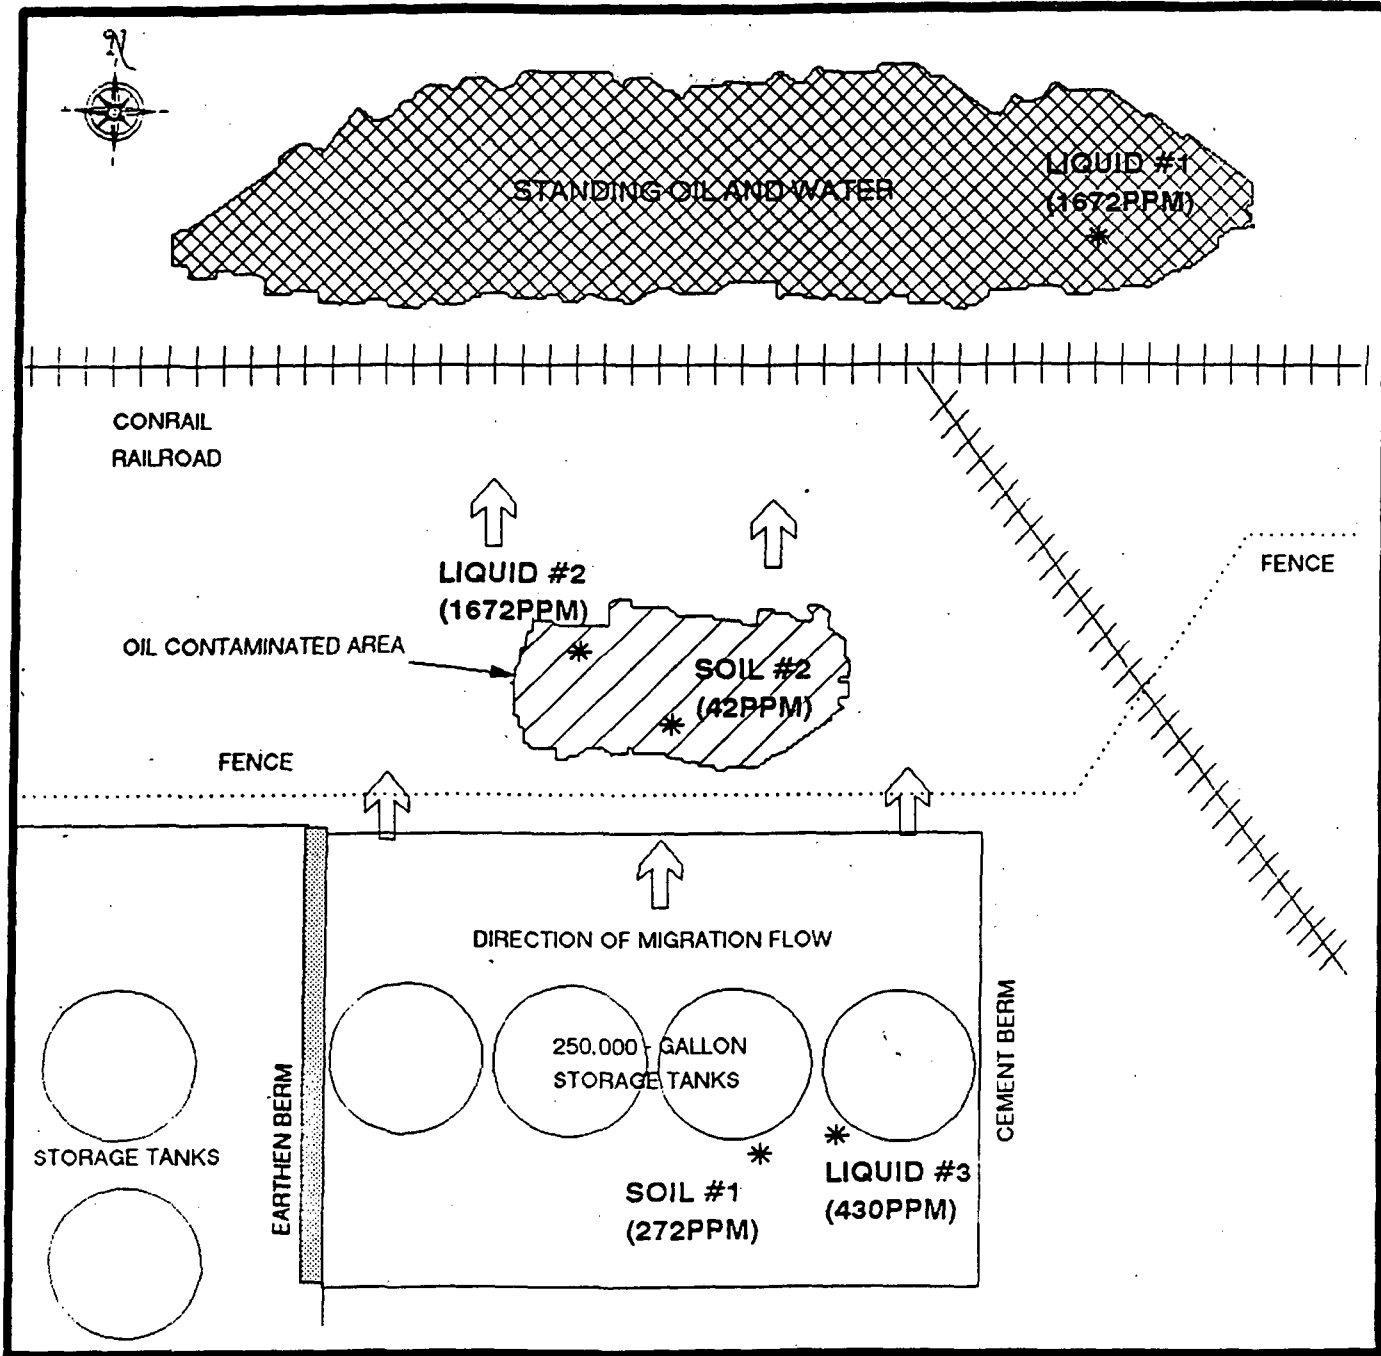 N
STANDING OIL AND WATER
LIQUID #1
(1672PPM)
CONRAIL
RAILROAD
LIQUID #2
(1672PPM)
FENCE
OIL CONTAMINATED AREA
SOIL #2
(42PPM)
FENCE
DIRECTION OF MIGRATION FLOW
250.000 - GALLON
STORAGE TANKS
EARTHEN BERM
CEMENT BERM
STORAGE TANKS
SOIL #1
(272PPM)
LIQUID #3
(430PPM)